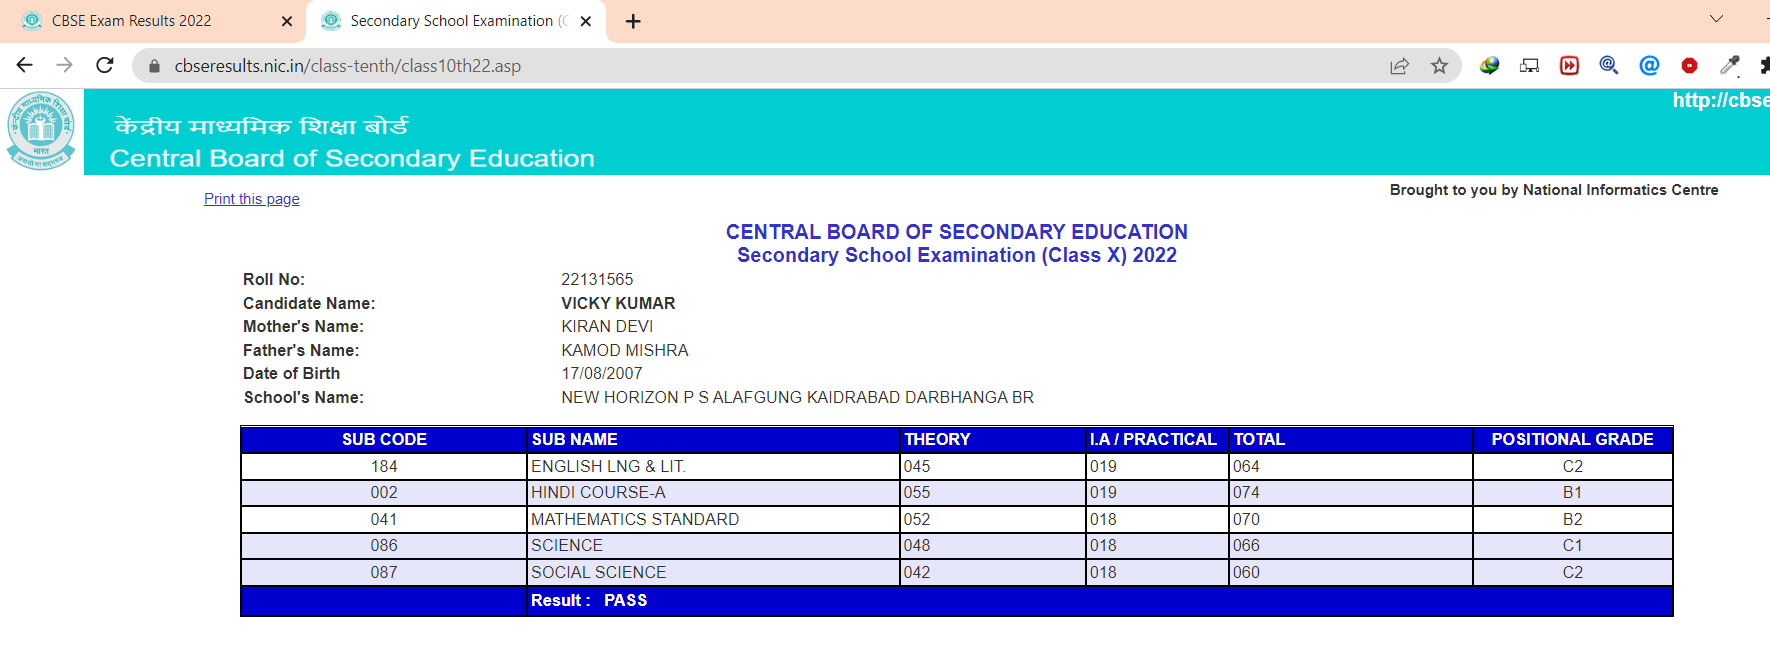 CBSE Exam Results 2022
Secondary School Examination (C
cbseresults.nic.in/class-tenth/class10th22.asp
http://cbse
केंद्रीय माध्यमिक शिक्षा बोर्ड
Central Board of Secondary Education
भारत
Print this page
Brought to you by National Informatics Centre
CENTRAL BOARD OF SECONDARY EDUCATION
Secondary School Examination (Class X) 2022
Roll No: 22131565
Candidate Name: VICKY KUMAR
Mother's Name: KIRAN DEVI
Father's Name: KAMOD MISHRA
Date of Birth 17/08/2007
School's Name: NEW HORIZON P S ALAFGUNG KAIDRABAD DARBHANGA BR
SUB CODE SUB NAME THEORY I.A / PRACTICAL TOTAL POSITIONAL GRADE
184 ENGLISH LNG & LIT. 045 019 064 C2
002 HINDI COURSE-A 055 019 074 B1
041 MATHEMATICS STANDARD 052 018 070 B2
086 SCIENCE 048 018 066 C1
087 SOCIAL SCIENCE 042 018 060 C2
Result : PASS